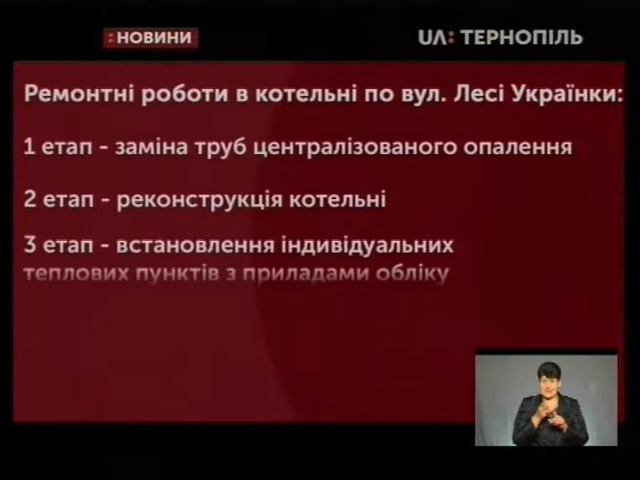 :НОВИНИ
UA: ТЕРНОПІЛЬ
Ремонтні роботи в котельні по вул. Лесі Українки:
1 етап - заміна труб централізованого опалення
2 етап - реконструкція котельні
3 етап - встановлення індивідуальних
теплових пунктів з приладами обліку